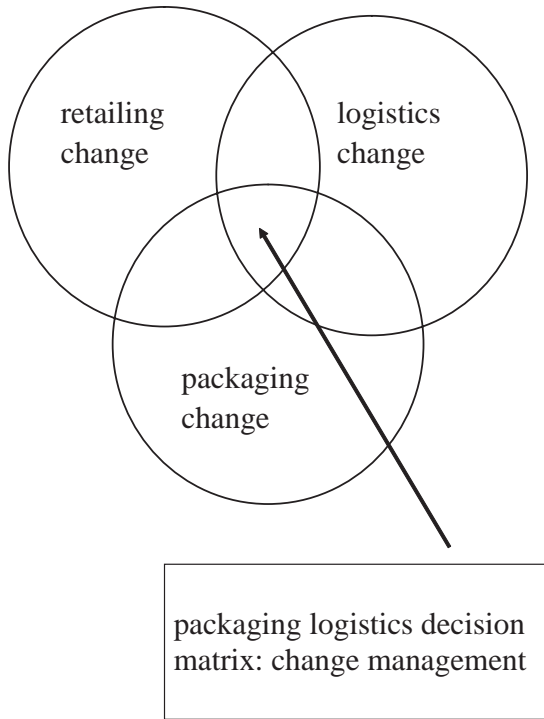 retailing
change
logistics
change
packaging
change
packaging logistics decision
matrix: change management